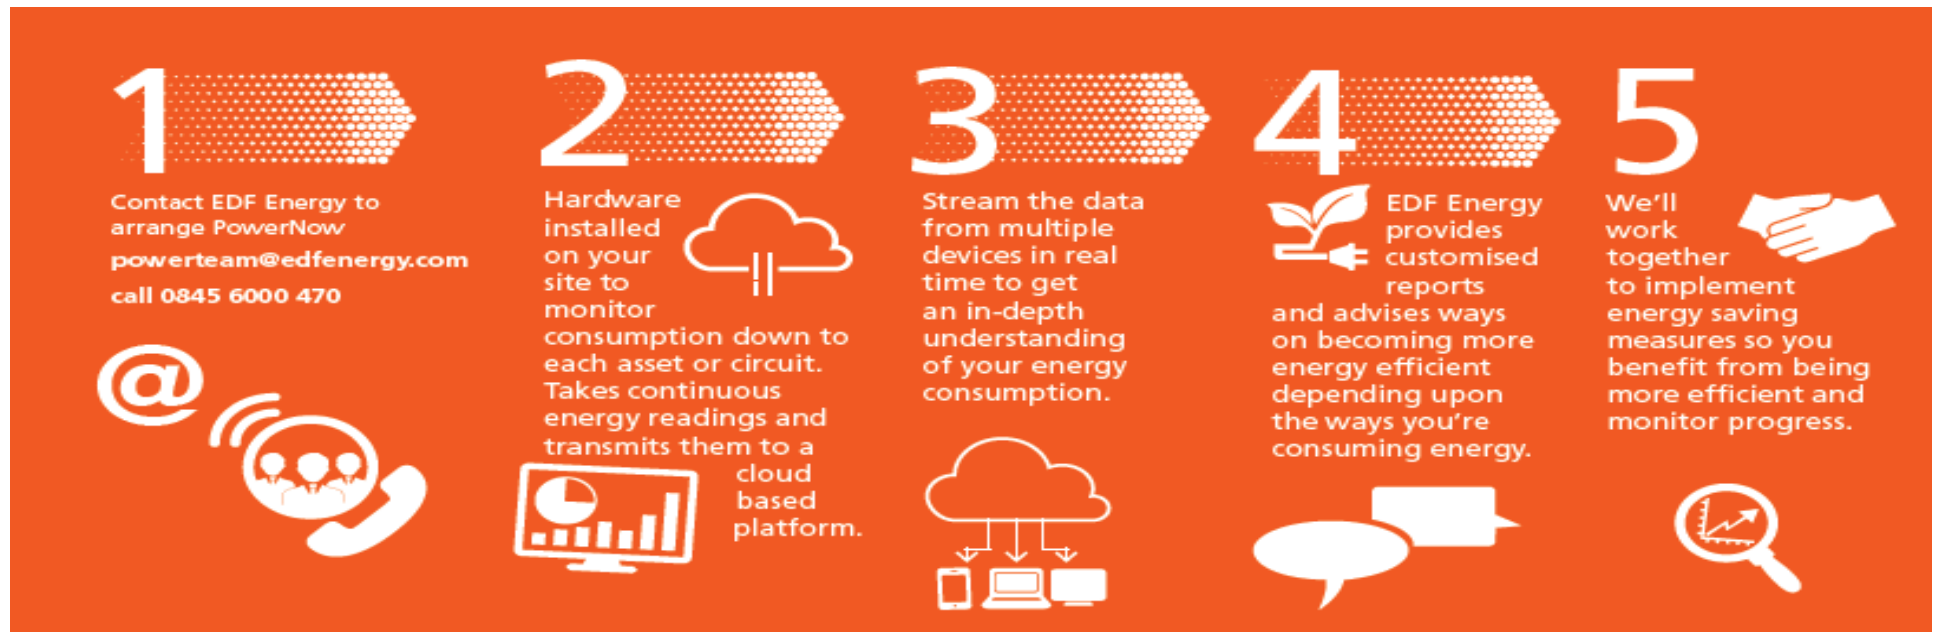 1
Contact EDF Energy to
arrange PowerNow
powerteam@edfenergy.com
call 0845 6000 470
@
2
Hardware
installed
on your
site to
monitor
consumption down to
each asset or circuit.
Takes continuous
energy readings and
transmits them to a
cloud
based
platform.
3
Stream the data
from multiple
devices in real
time to get
an in-depth
understanding
of your energy
consumption.
4
EDF Energy
provides
customised
reports
and advises ways
on becoming more
energy efficient
depending upon
the ways you’re
consuming energy.
5
We’ll
work
together
to implement
energy saving
measures so you
benefit from being
more efficient and
monitor progress.